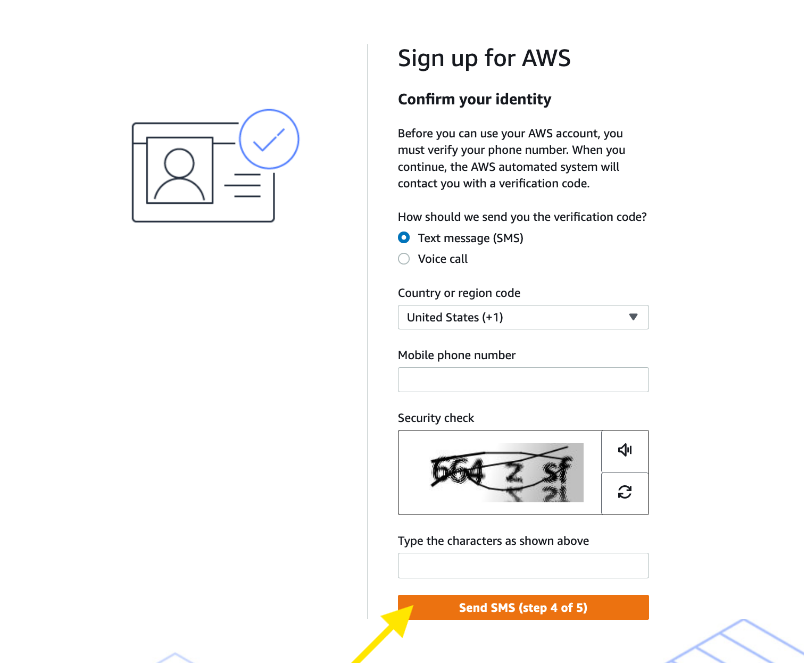 Sign up for AWS
Confirm your identity
Before you can use your AWS account, you
must verify your phone number. When you
continue, the AWS automated system will
contact you with a verification code.
How should we send you the verification code?
Text message (SMS)
Voice call
Country or region code
United States (+1)
Mobile phone number
Security check
Type the characters as shown above
Send SMS (step 4 of 5)